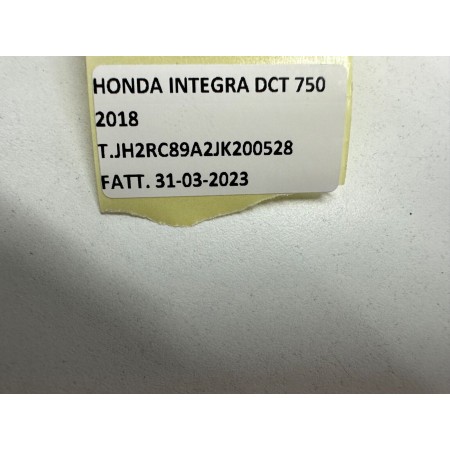 HONDA INTEGRA DCT 750
2018
T.JH2RC89A2JK200528
FATT. 31-03-2023